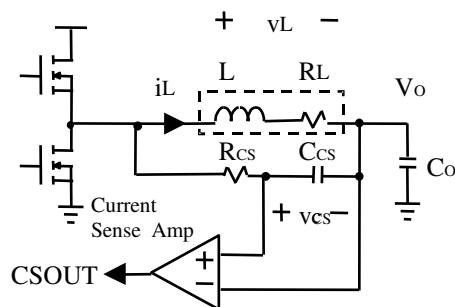 + vL −
iL L RL VO
RCS CCS CO
+ vcs −
Current
Sense Amp
+
−
CSOUT